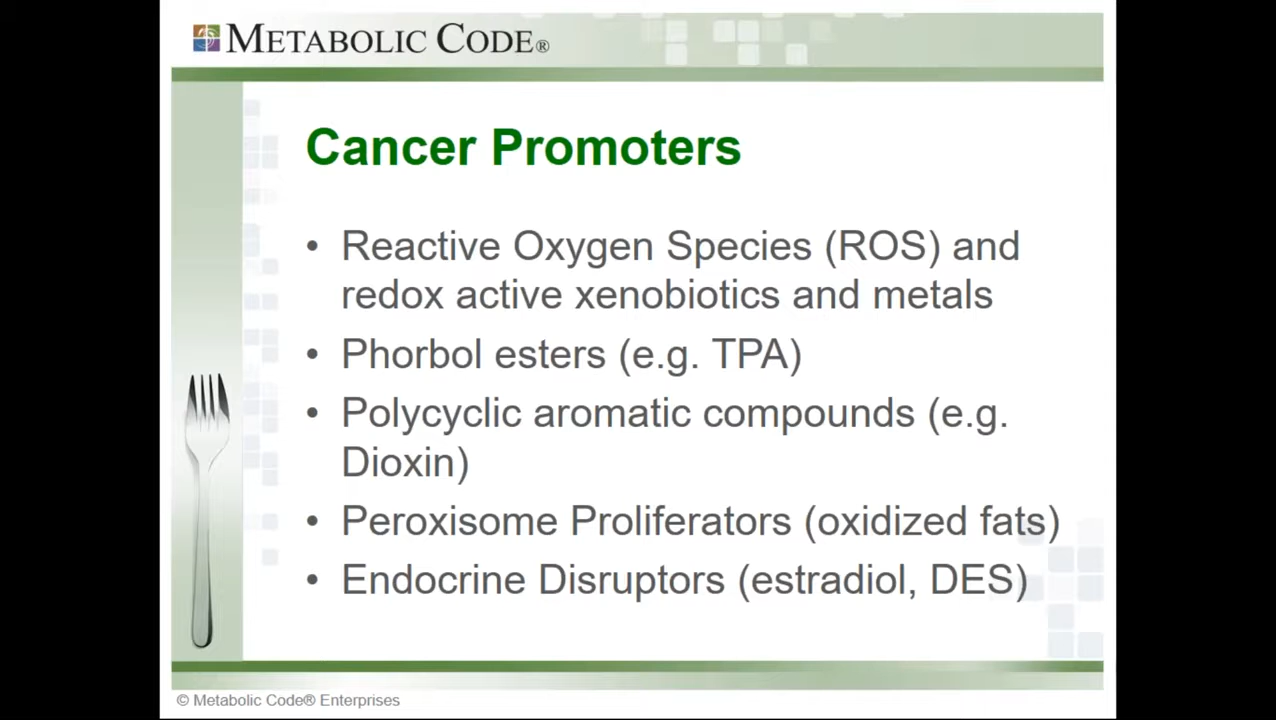 METABOLIC CODE®
Cancer Promoters
• Reactive Oxygen Species (ROS) and
redox active xenobiotics and metals
• Phorbol esters (e.g. TPA)
• Polycyclic aromatic compounds (e.g.
Dioxin)
• Peroxisome Proliferators (oxidized fats)
• Endocrine Disruptors (estradiol, DES)
© Metabolic Code® Enterprises